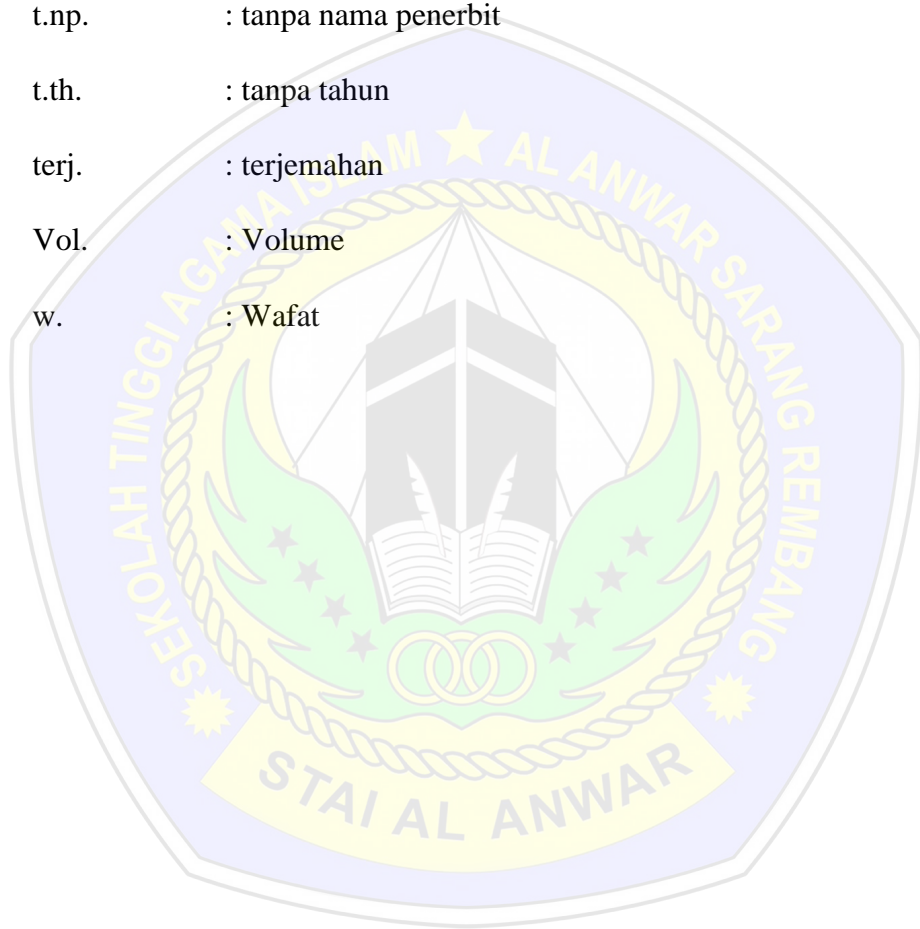 t.np. : tanpa nama penerbit
t.th. : tanpa tahun
terj. : terjemahan
Vol. : Volume
w. : Wafat
SEKOLAH TINGGI AGAMA ISLAM ★ AL ANWAR SARANG REMBANG
STAI AL ANWAR